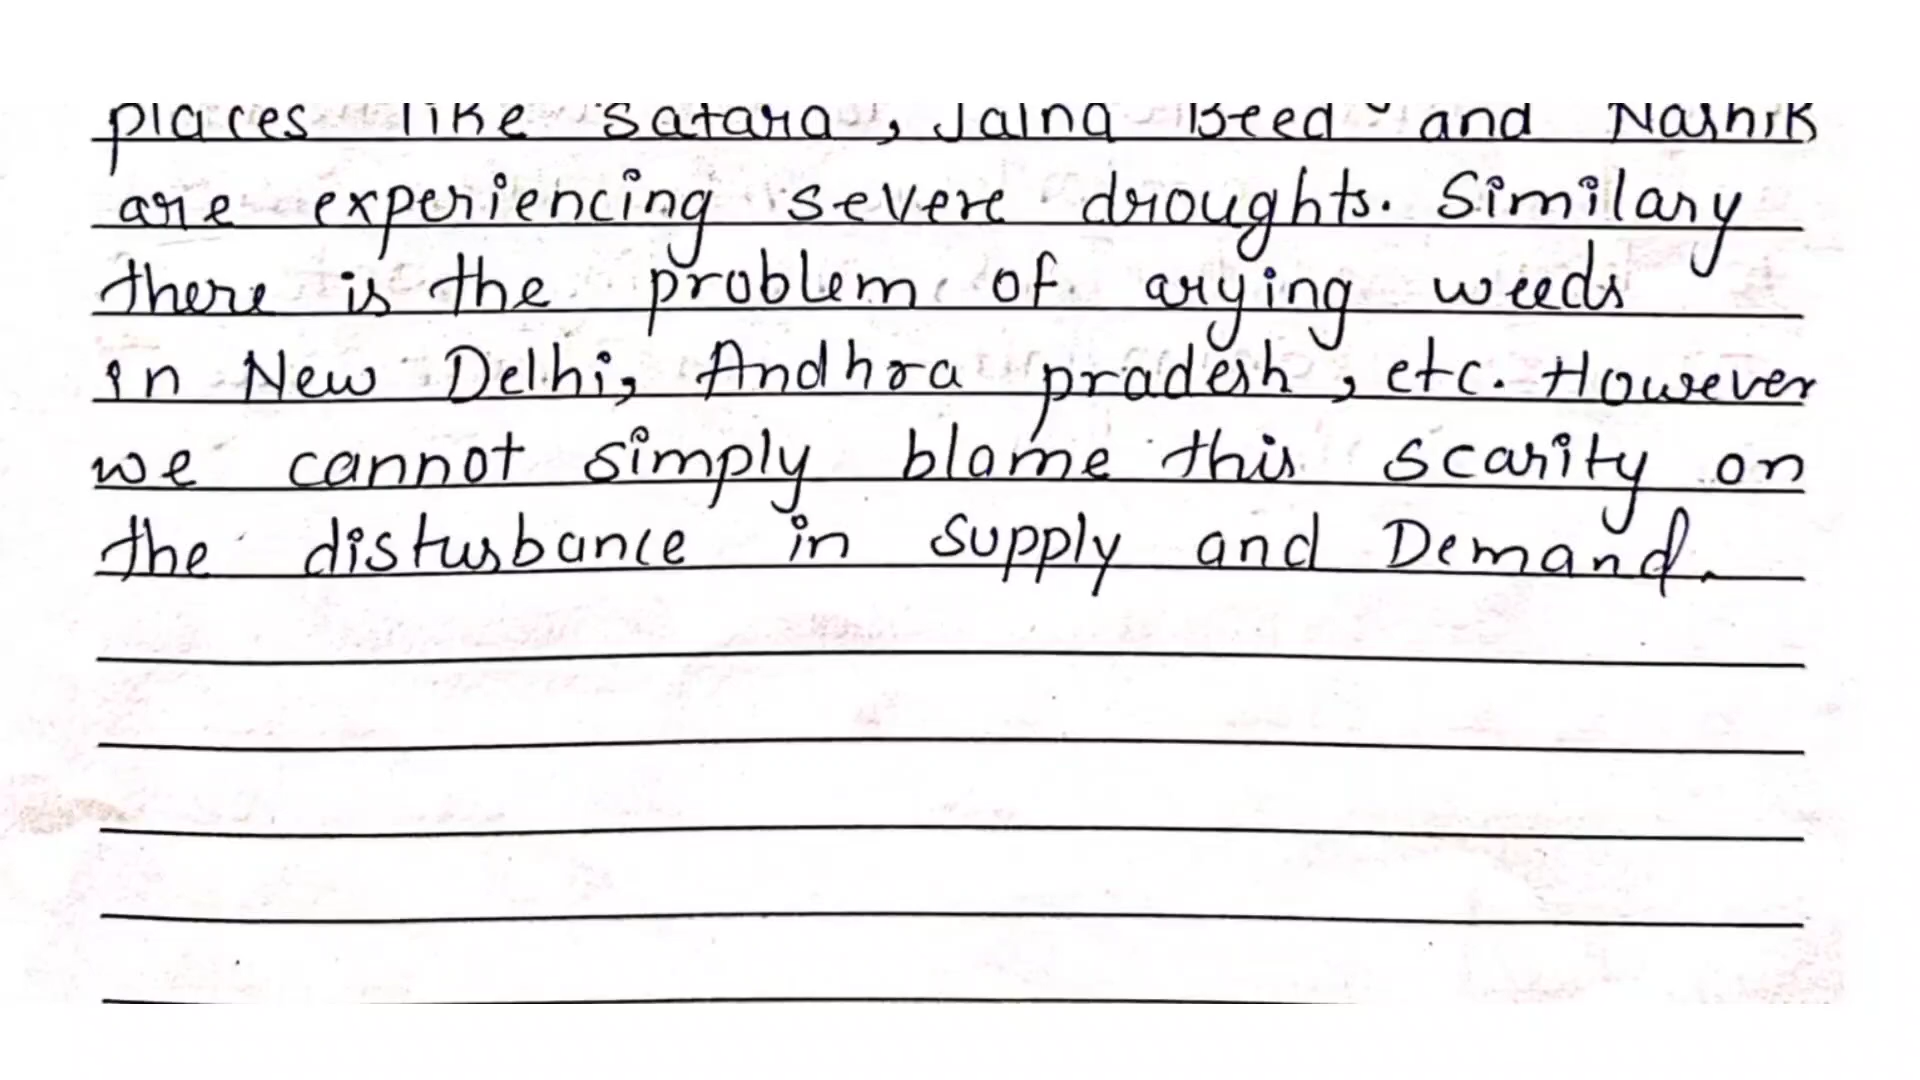 places like Satara, Jalna Beed and Nashik
are experiencing severe droughts. Similary
there is the problem of arying weeds
in New Delhi, Andhra pradesh, etc. However
we cannot simply blame this scarity on
the disturbance in supply and Demand.